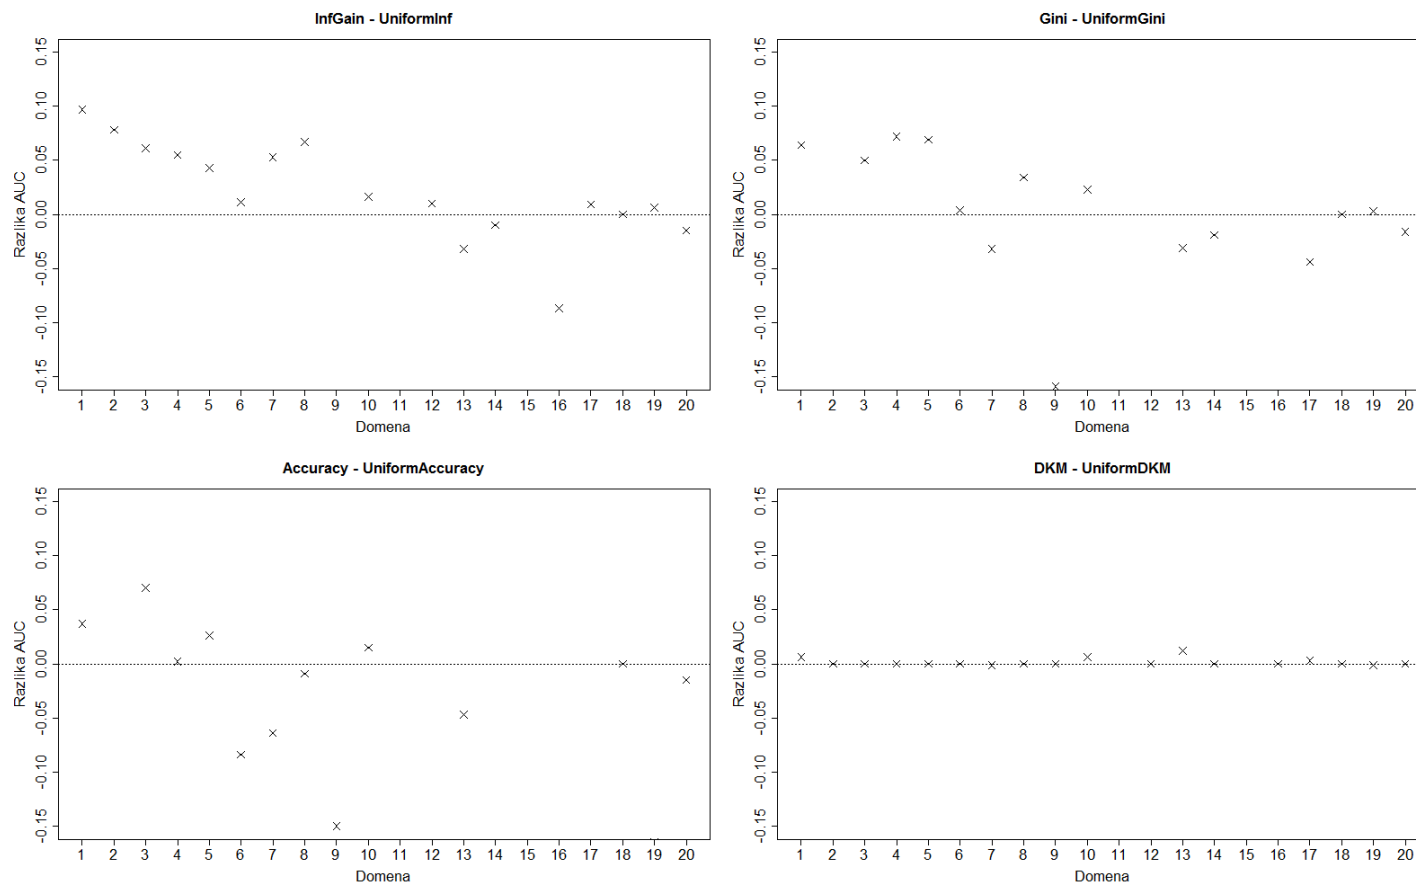 InfGain - UniformInf
Razlika AUC
0.15
0.10
0.05
0.00
-0.05
-0.10
-0.15
1 2 3 4 5 6 7 8 9 10 11 12 13 14 15 16 17 18 19 20
Domena
Gini - UniformGini
Razlika AUC
0.15
0.10
0.05
0.00
-0.05
-0.10
-0.15
1 2 3 4 5 6 7 8 9 10 11 12 13 14 15 16 17 18 19 20
Domena
Accuracy - UniformAccuracy
Razlika AUC
0.15
0.10
0.05
0.00
-0.05
-0.10
-0.15
1 2 3 4 5 6 7 8 9 10 11 12 13 14 15 16 17 18 19 20
Domena
DKM - UniformDKM
Razlika AUC
0.15
0.10
0.05
0.00
-0.05
-0.10
-0.15
1 2 3 4 5 6 7 8 9 10 11 12 13 14 15 16 17 18 19 20
Domena